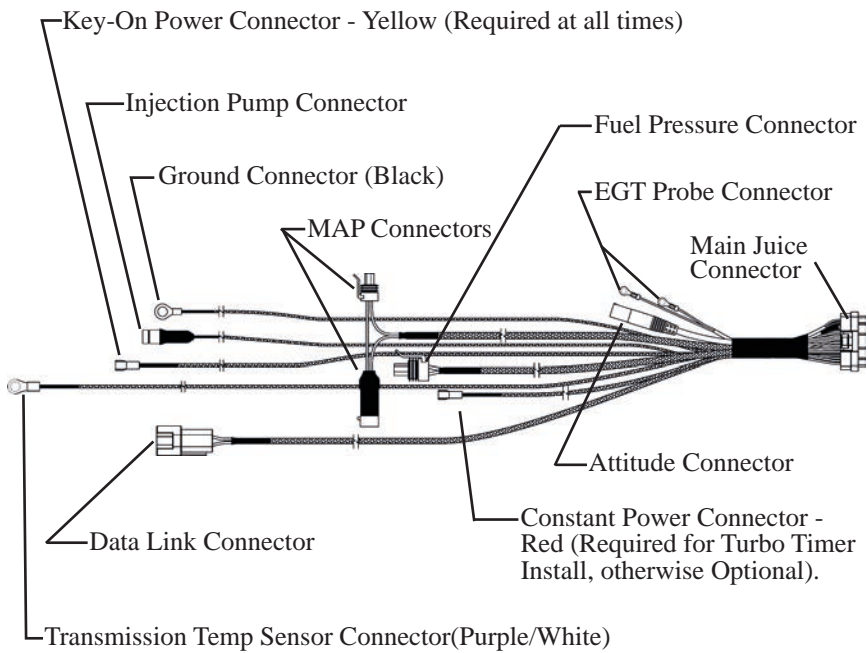 Key-On Power Connector - Yellow (Required at all times)
Injection Pump Connector
Fuel Pressure Connector
Ground Connector (Black)
EGT Probe Connector
MAP Connectors
Main Juice
Connector
Attitude Connector
Constant Power Connector -
Red (Required for Turbo Timer
Install, otherwise Optional).
Data Link Connector
Transmission Temp Sensor Connector(Purple/White)